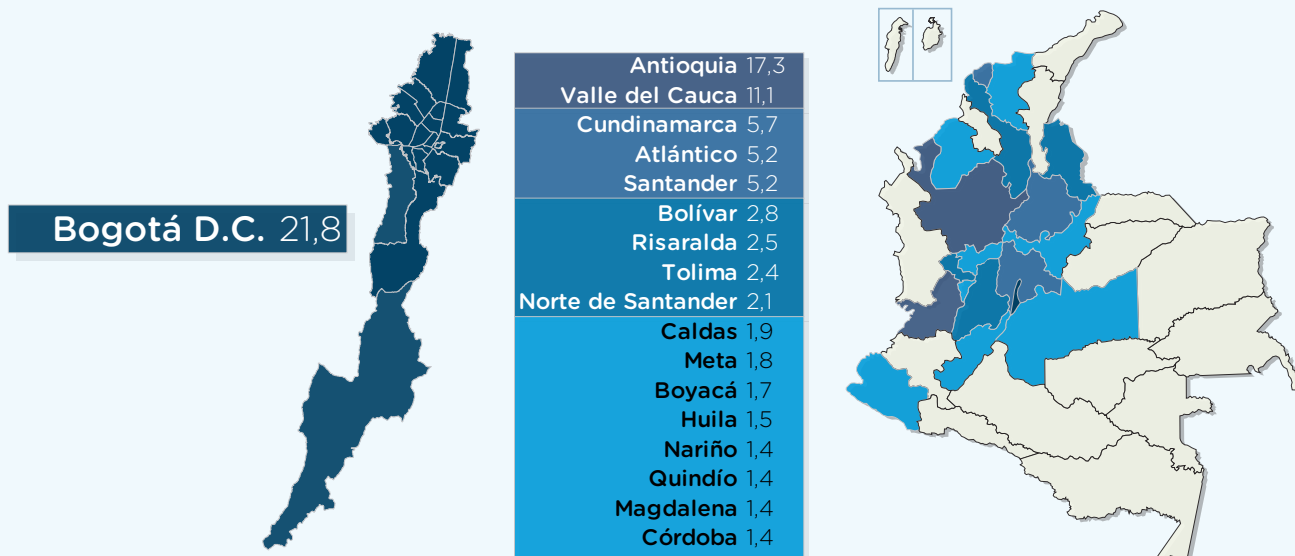 Bogotá D.C. 21,8
Antioquia 17,3
Valle del Cauca 11,1
Cundinamarca 5,7
Atlántico 5,2
Santander 5,2
Bolívar 2,8
Risaralda 2,5
Tolima 2,4
Norte de Santander 2,1
Caldas 1,9
Meta 1,8
Boyacá 1,7
Huila 1,5
Nariño 1,4
Quindío 1,4
Magdalena 1,4
Córdoba 1,4